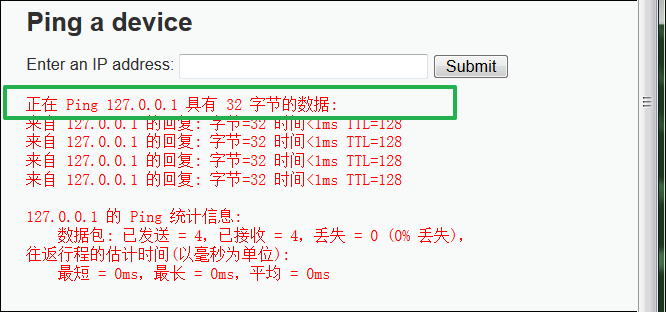 Ping a device
Enter an IP address: Submit
正在 Ping 127.0.0.1 具有 32 字节的数据:
来自 127.0.0.1 的回复: 字节=32 时间<1ms TTL=128
来自 127.0.0.1 的回复: 字节=32 时间<1ms TTL=128
来自 127.0.0.1 的回复: 字节=32 时间<1ms TTL=128
来自 127.0.0.1 的回复: 字节=32 时间<1ms TTL=128
127.0.0.1 的 Ping 统计信息:
数据包: 已发送 = 4，已接收 = 4，丢失 = 0 (0% 丢失)，
往返行程的估计时间(以毫秒为单位):
最短 = 0ms，最长 = 0ms，平均 = 0ms